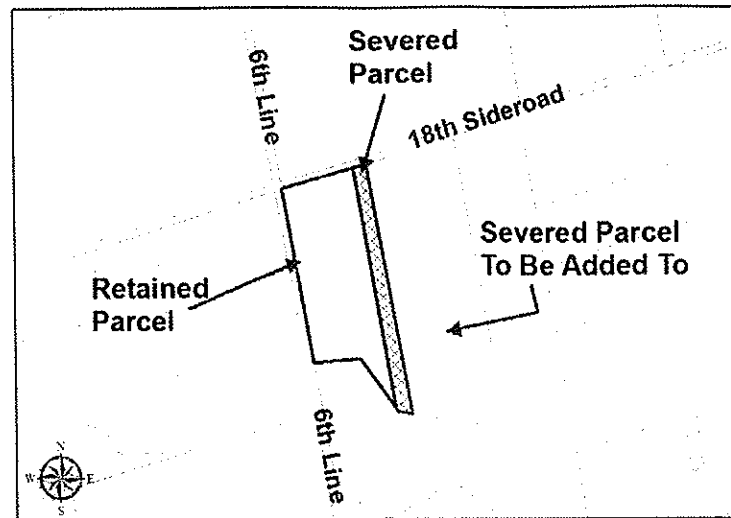 Severed
Parcel
6th Line
18th Sideroad
Severed Parcel
To Be Added To
Retained
Parcel
6th Line
N
W
E
S